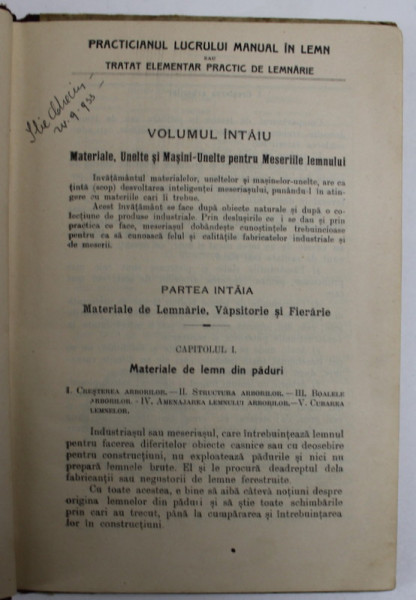 PRACTICIANUL LUCRULUI MANUAL ÎN LEMN
SAU
TRATAT ELEMENTAR PRACTIC DE LEMNĂRIE
24.9.933
VOLUMUL ÎNTÂIU
Materiale, Unelte și Mașini-Unelte pentru Meseriile lemnului
Învățământul materialelor, uneltelor și mașinelor-unelte, are ca
țintă (scop) desvoltarea inteligenței meseriașului, punându-l în atin-
gere cu materiile cari îi trebue.
Acest învățământ se face după obiecte naturale și după o co-
lecțiune de produse industriale. Prin deslușirile ce i se dau și prin
practica ce face, meseriașul dobândește cunoștințele trebuincioase
pentru ca să cunoască felul și calitățile fabricatelor industriale și
de meserii.
PARTEA INTÂIA
Materiale de Lemnărie, Văpsitorie și Fierărie
CAPITOLUL I.
Materiale de lemn din păduri
I. Creșterea arborilor.—II. Structura arborilor.—III. Boalele
arborilor.—IV. Amenajarea lemnului arborilor.—V. Curarea
lemnelor.
Industriașul sau meseriașul, care întrebuințează lemnul
pentru facerea diferitelor obiecte casnice sau cu deosebire
pentru construcțiuni, nu exploatează pădurile și nici nu
prepară lemnele brute. El și le procură deadreptul dela
fabricanții sau negustorii de lemne ferestruite.
Cu toate acestea, e bine să aibă câteva noțiuni despre
origina lemnelor din păduri și să știe toate schimbările
prin cari au trecut, până la cumpărarea și întrebuințarea
lor în construcțiuni.